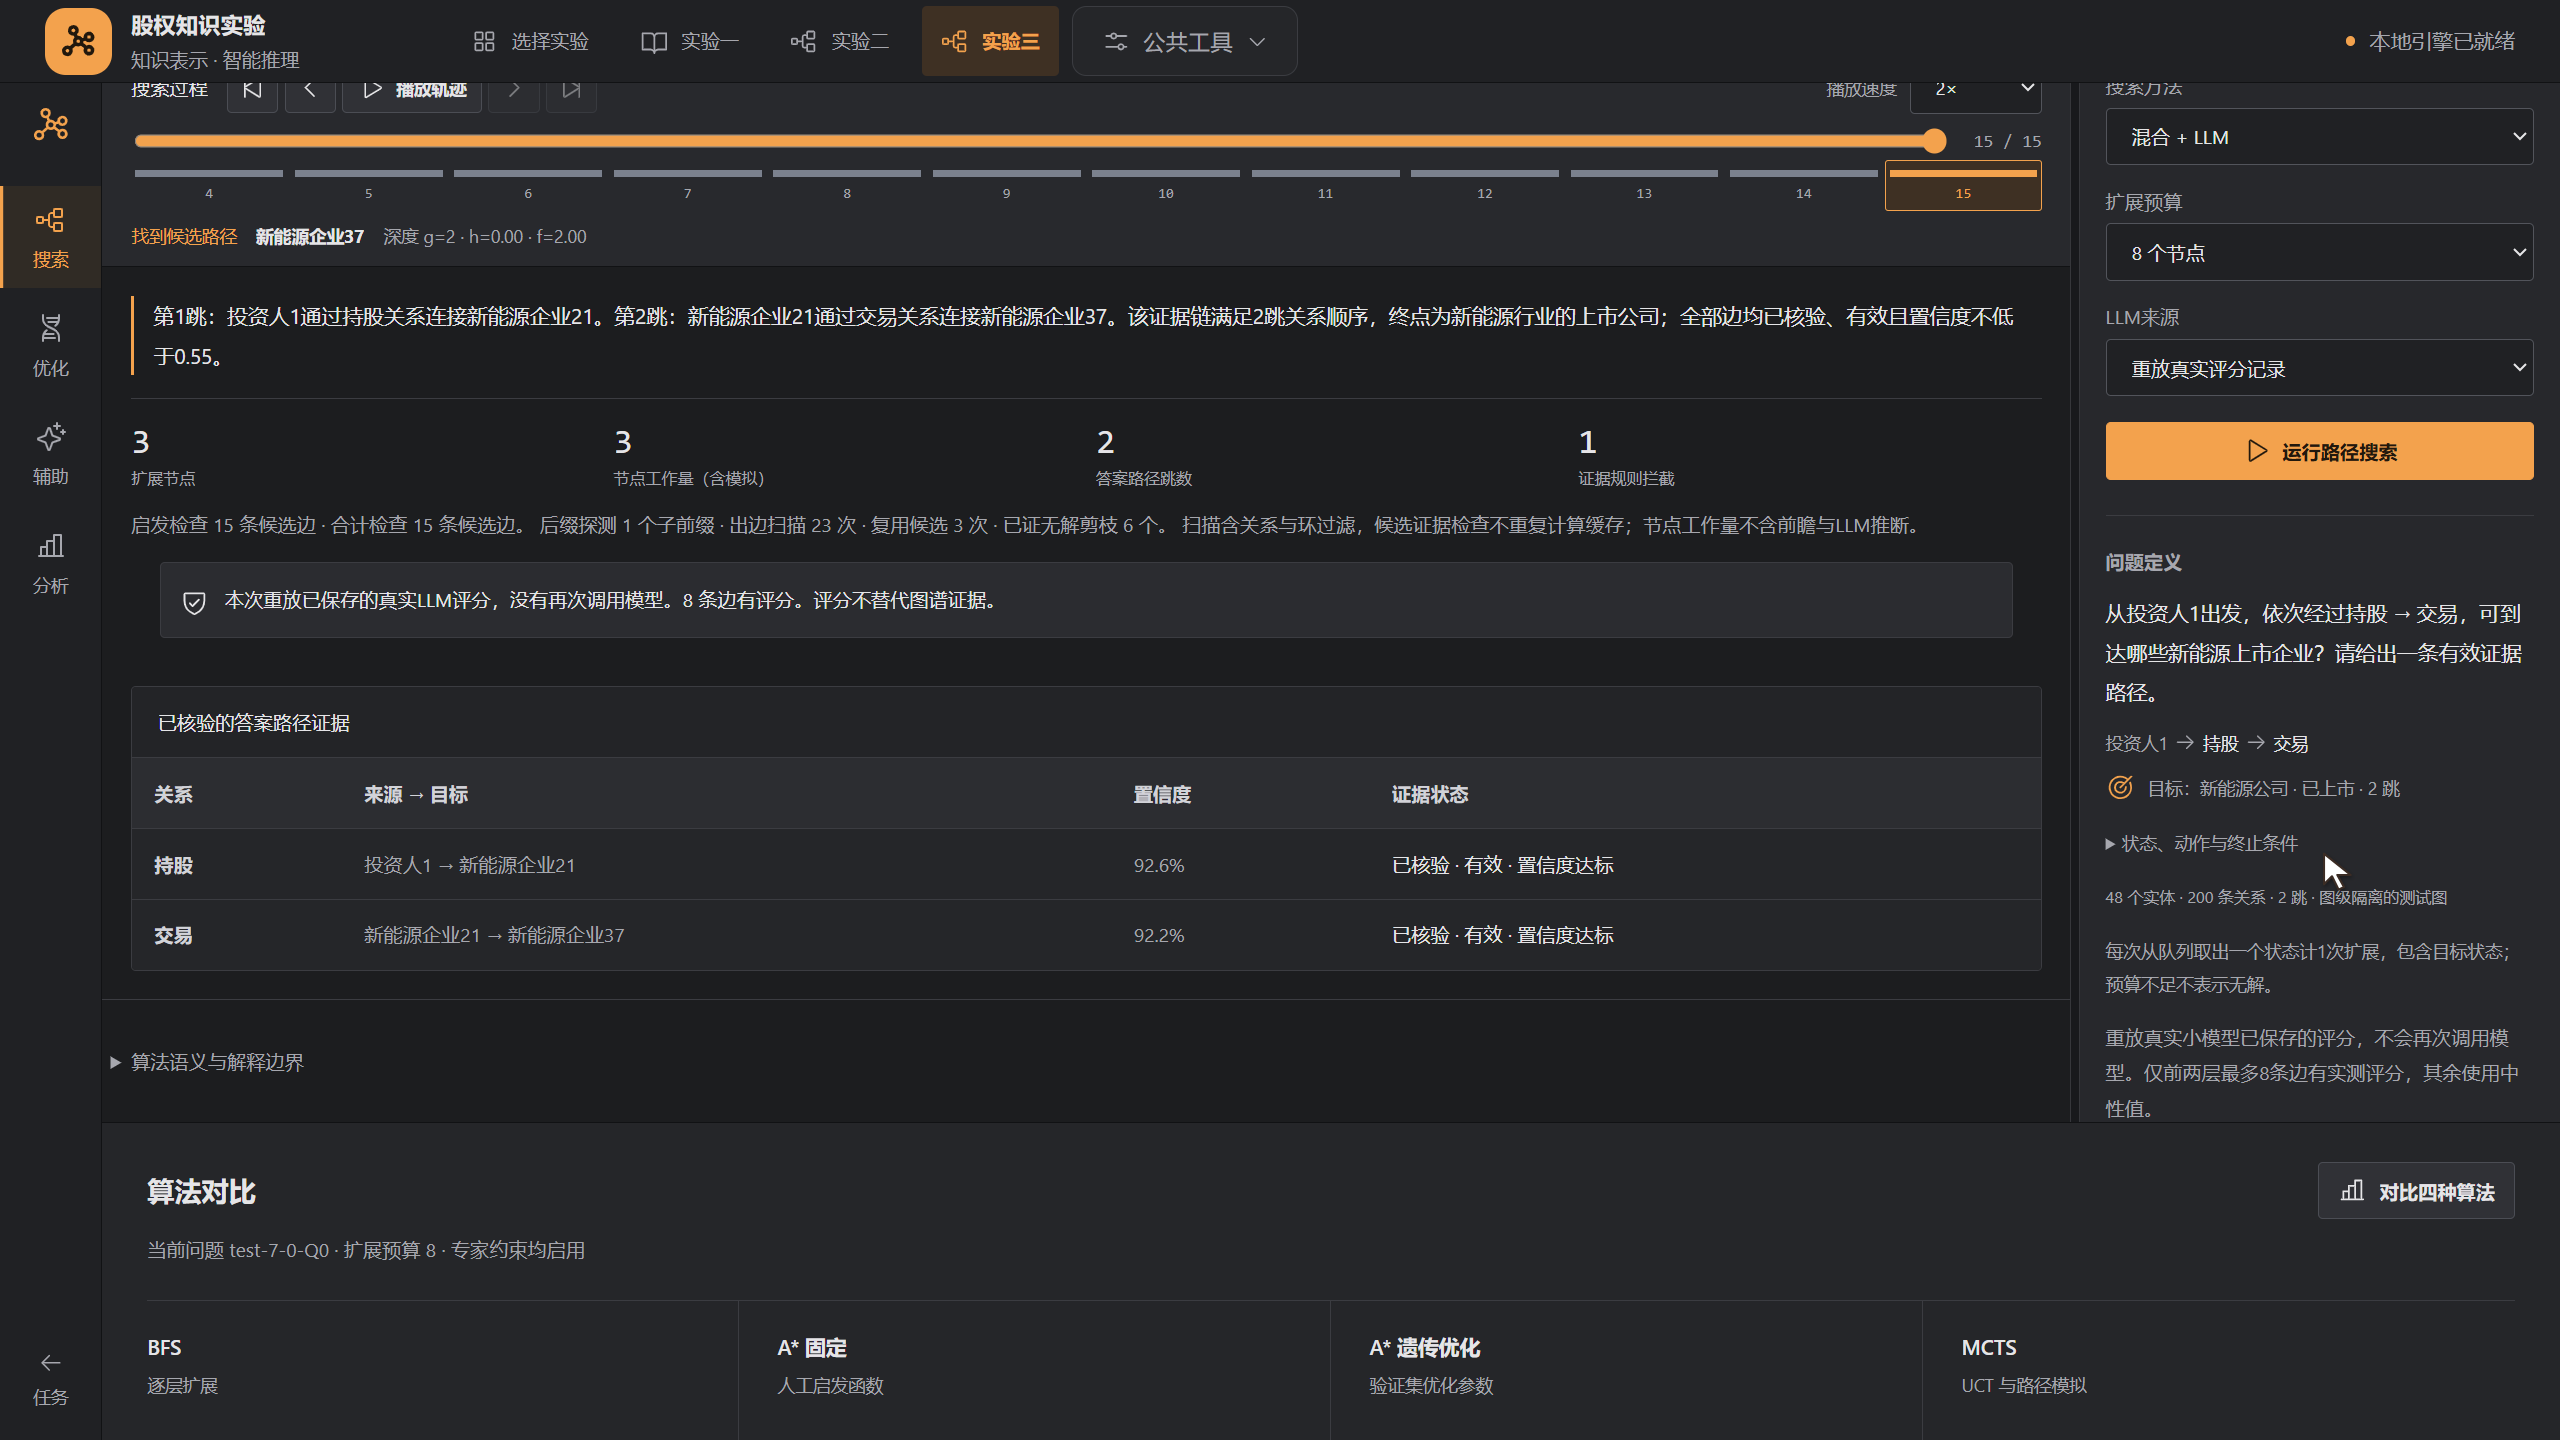 股权知识实验
知识表示 · 智能推理
选择实验
实验一
实验二
实验三
公共工具
本地引擎已就绪
搜索
优化
辅助
分析
任务
搜索过程
播放轨迹
播放速度
2×
15 / 15
4 5 6 7 8 9 10 11 12 13 14 15
找到候选路径 新能源企业37 深度 g=2 · h=0.00 · f=2.00
第1跳：投资人1通过持股关系连接新能源企业21。第2跳：新能源企业21通过交易关系连接新能源企业37。该证据链满足2跳关系顺序，终点为新能源行业的上市公司；全部边均已核验、有效且置信度不低
于0.55。
3
扩展节点
3
节点工作量（含模拟）
2
答案路径跳数
1
证据规则拦截
启发检查 15 条候选边 · 合计检查 15 条候选边。 后缀探测 1 个子前缀 · 出边扫描 23 次 · 复用候选 3 次 · 已证无解剪枝 6 个。 扫描含关系与环过滤，候选证据检查不重复计算缓存；节点工作量不含前瞻与LLM推断。
本次重放已保存的真实LLM评分，没有再次调用模型。8 条边有评分。评分不替代图谱证据。
已核验的答案路径证据
关系 来源 → 目标 置信度 证据状态
持股 投资人1 → 新能源企业21 92.6% 已核验 · 有效 · 置信度达标
交易 新能源企业21 → 新能源企业37 92.2% 已核验 · 有效 · 置信度达标
算法语义与解释边界
搜索方法
混合 + LLM
扩展预算
8 个节点
LLM来源
重放真实评分记录
运行路径搜索
问题定义
从投资人1出发，依次经过持股 → 交易，可到
达哪些新能源上市企业？请给出一条有效证据
路径。
投资人1 → 持股 → 交易
目标：新能源公司 · 已上市 · 2 跳
状态、动作与终止条件
48 个实体 · 200 条关系 · 2 跳 · 图级隔离的测试图
每次从队列取出一个状态计1次扩展，包含目标状态；
预算不足不表示无解。
重放真实小模型已保存的评分，不会再次调用模
型。仅前两层最多8条边有实测评分，其余使用中
性值。
算法对比
对比四种算法
当前问题 test-7-0-Q0 · 扩展预算 8 · 专家约束均启用
BFS
逐层扩展
A* 固定
人工启发函数
A* 遗传优化
验证集优化参数
MCTS
UCT 与路径模拟